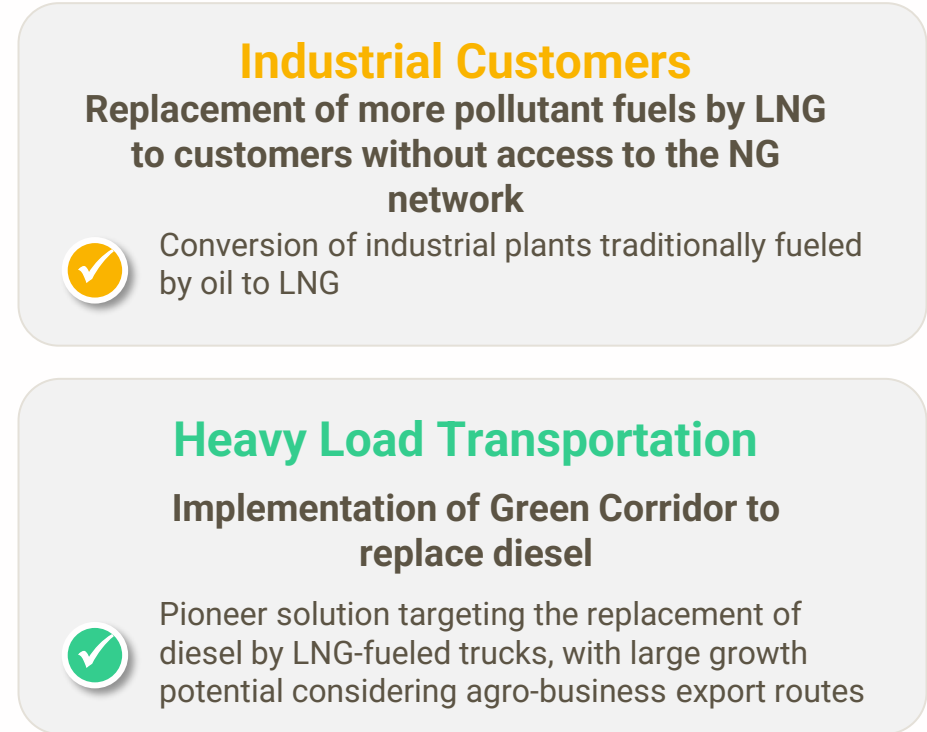 Industrial Customers
Replacement of more pollutant fuels by LNG
to customers without access to the NG
network
Conversion of industrial plants traditionally fueled
by oil to LNG
Heavy Load Transportation
Implementation of Green Corridor to
replace diesel
Pioneer solution targeting the replacement of
diesel by LNG-fueled trucks, with large growth
potential considering agro-business export routes